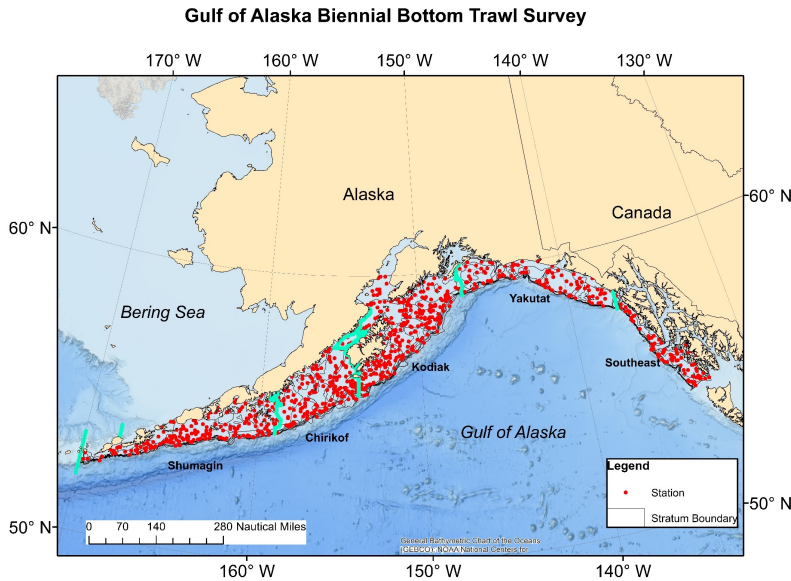 Gulf of Alaska Biennial Bottom Trawl Survey
170° W 160° W 150° W 140° W 130° W
Alaska
60° N
Canada
60° N
Bering Sea
Yakutat
Kodiak
Southeast
Chirikof
Gulf of Alaska
Shumagin
Legend
Station
Stratum Boundary
50° N
50° N
0 70 140 280 Nautical Miles
General Bathymetric Chart of the Oceans
(GEBCO); NOAA National Centers for
160° W 150° W 140° W